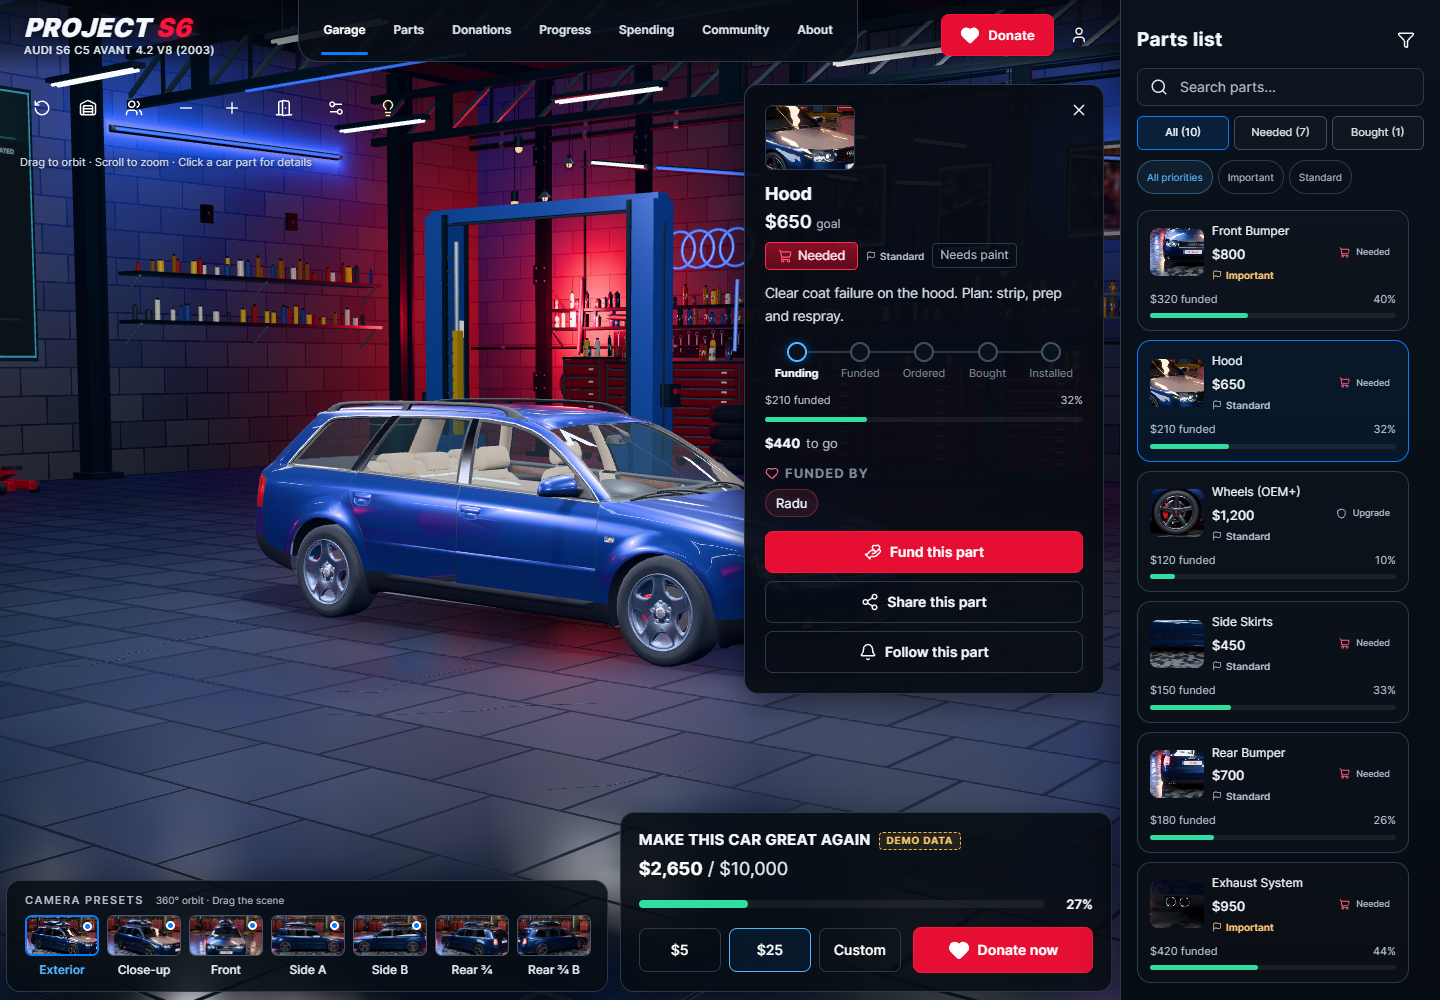 PROJECT S6
AUDI S6 C5 AVANT 4.2 V8 (2003)
Garage
Parts
Donations
Progress
Spending
Community
About
Donate
Drag to orbit · Scroll to zoom · Click a car part for details
Hood
$650 goal
Needed
Standard
Needs paint
Clear coat failure on the hood. Plan: strip, prep
and respray.
Funding
Funded
Ordered
Bought
Installed
$210 funded
32%
$440 to go
FUNDED BY
Radu
Fund this part
Share this part
Follow this part
MAKE THIS CAR GREAT AGAIN
DEMO DATA
$2,650 / $10,000
27%
$5
$25
Custom
Donate now
CAMERA PRESETS
360° orbit · Drag the scene
Exterior
Close-up
Front
Side A
Side B
Rear ¾
Rear ¾ B
Parts list
Search parts...
All (10)
Needed (7)
Bought (1)
All priorities
Important
Standard
Front Bumper
$800
Needed
Important
$320 funded
40%
Hood
$650
Needed
Standard
$210 funded
32%
Wheels (OEM+)
$1,200
Upgrade
Standard
$120 funded
10%
Side Skirts
$450
Needed
Standard
$150 funded
33%
Rear Bumper
$700
Needed
Standard
$180 funded
26%
Exhaust System
$950
Needed
Important
$420 funded
44%